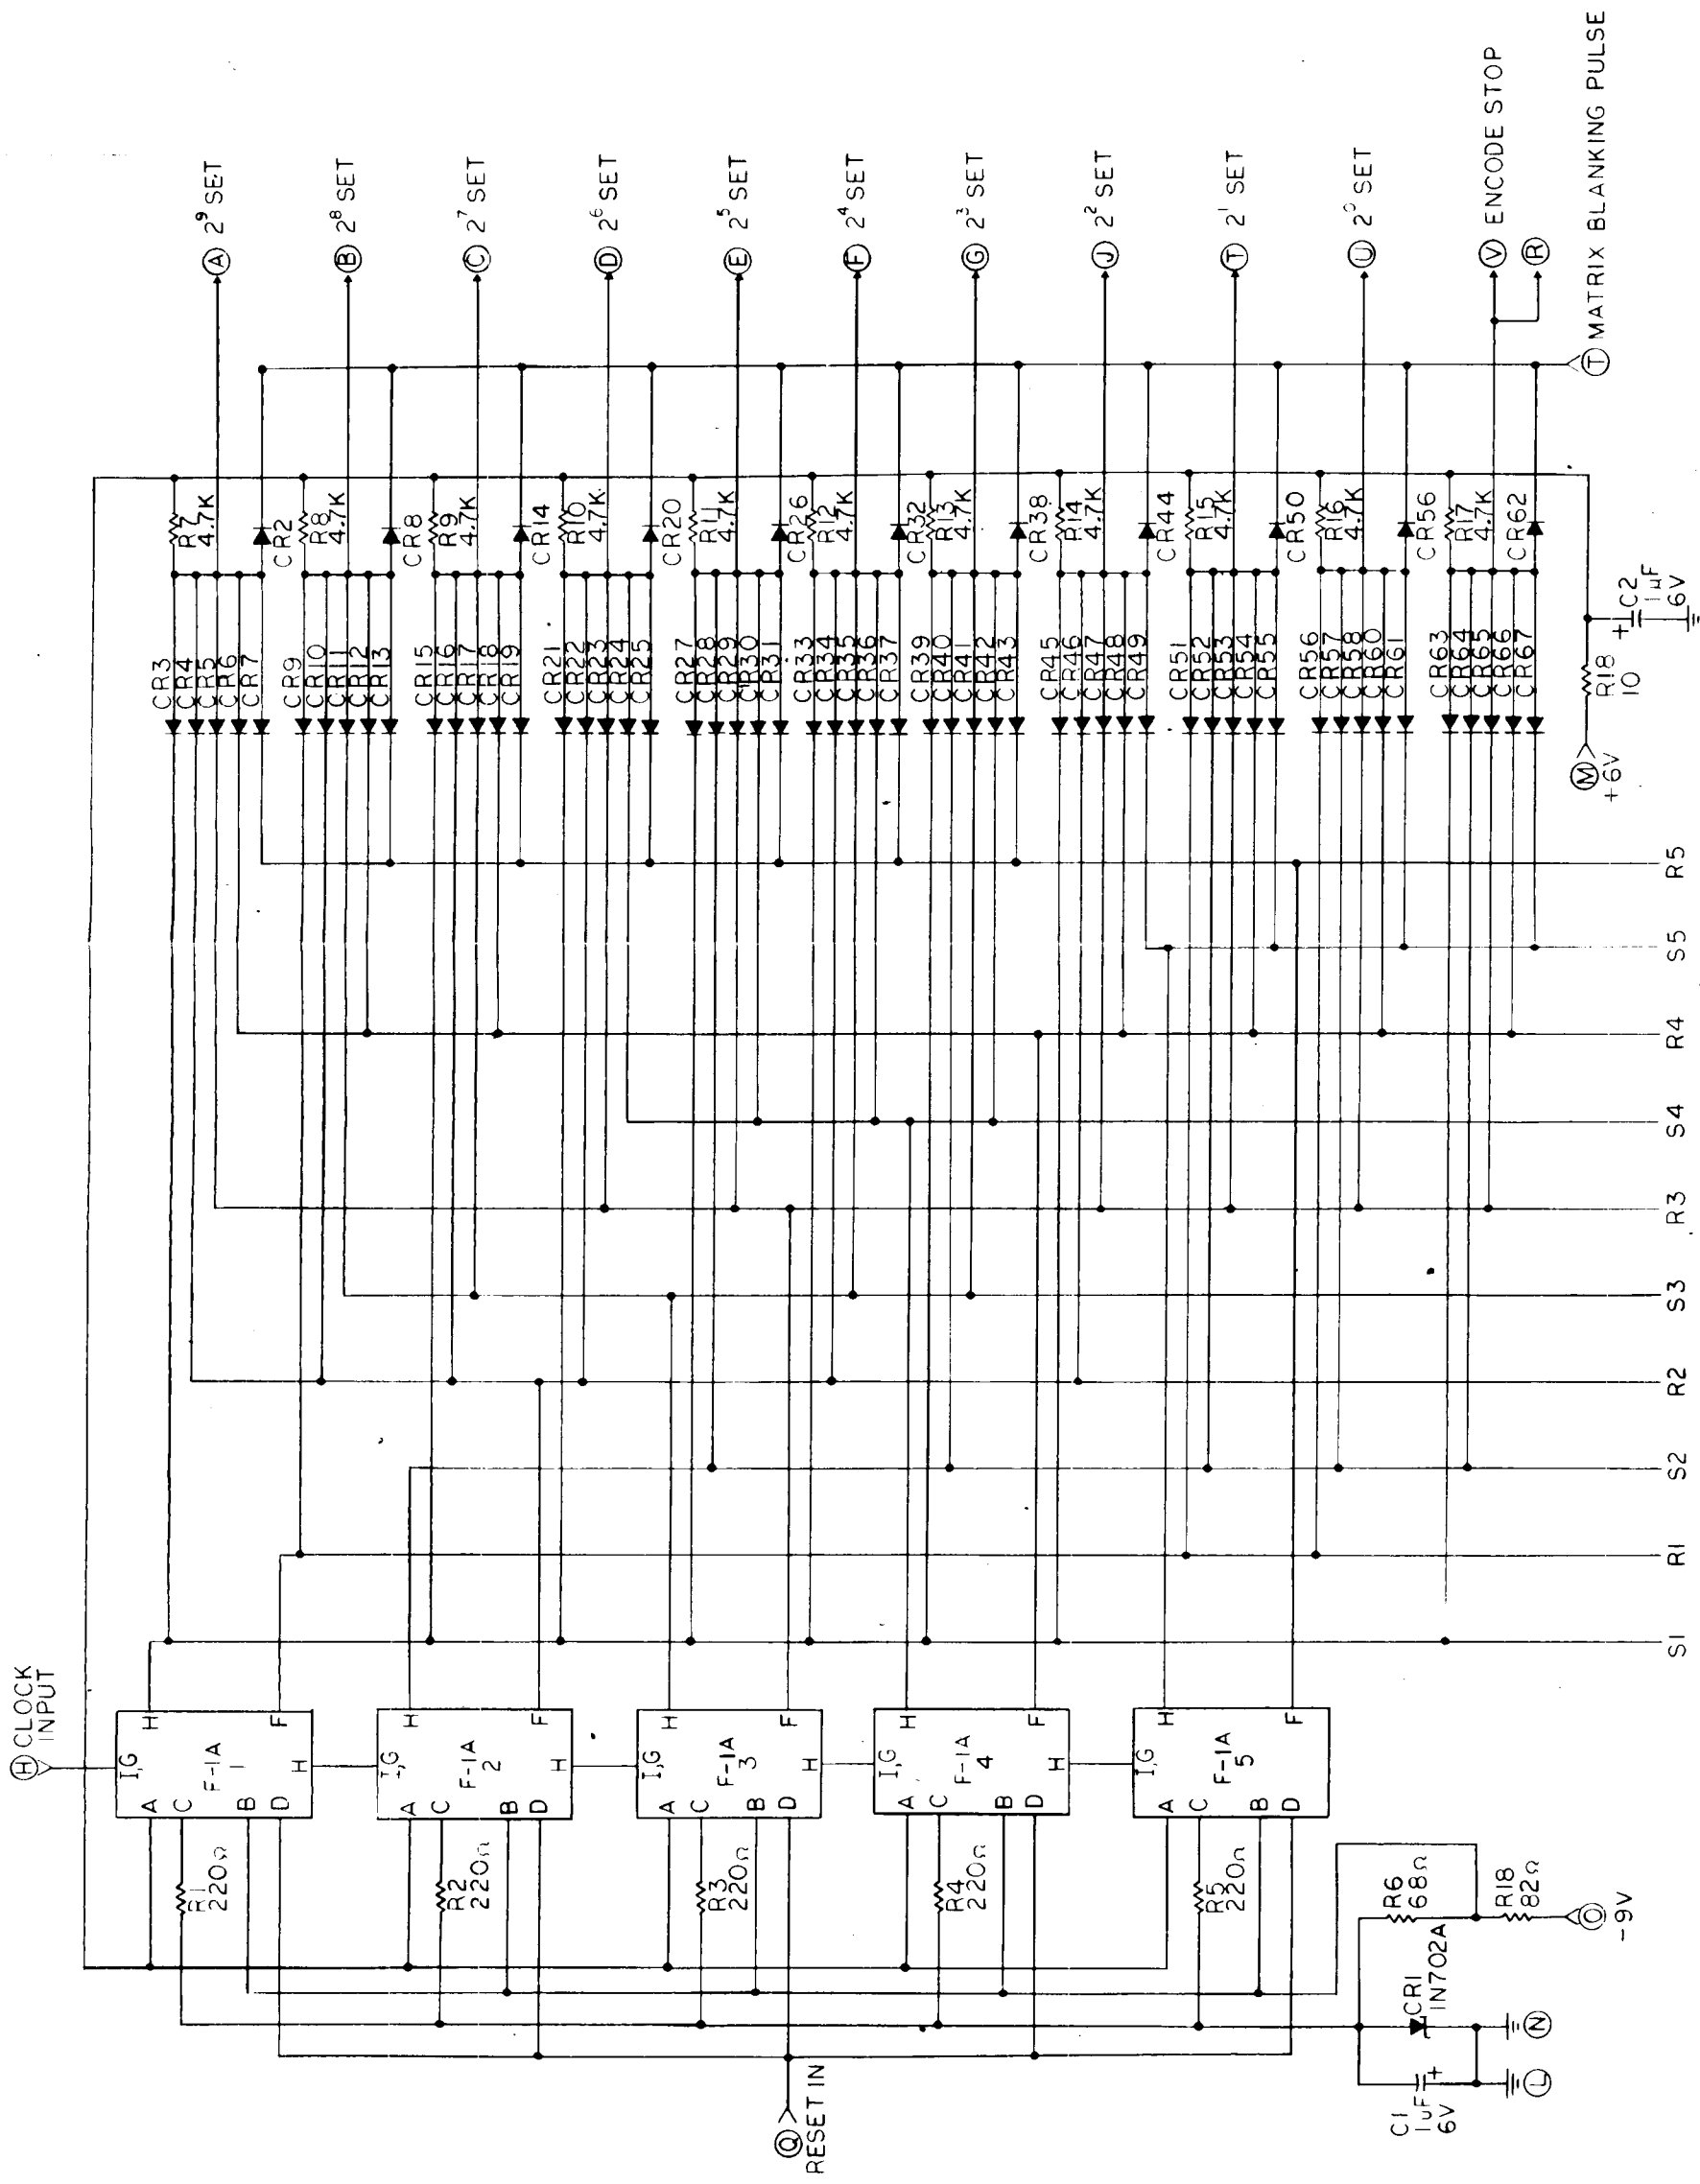 H CLOCK
INPUT
A 2⁹ SET
B 2⁸ SET
C 2⁷ SET
D 2⁶ SET
E 2⁵ SET
F 2⁴ SET
G 2³ SET
J 2² SET
T 2¹ SET
U 2⁰ SET
V ENCODE STOP
R
T MATRIX BLANKING PULSE
R7
4.7K
CR2
R8
4.7K
CR8
R9
4.7K
CR14
R10
4.7K
CR20
R11
4.7K
CR26
R12
4.7K
CR32
R13
4.7K
CR38
R14
4.7K
CR44
R15
4.7K
CR50
R16
4.7K
CR56
R17
4.7K
CR62
CR3
CR4
CR5
CR6
CR7
CR9
CR10
CR11
CR12
CR13
CR15
CR16
CR17
CR18
CR19
CR21
CR22
CR23
CR24
CR25
CR27
CR28
CR29
CR30
CR31
CR33
CR34
CR35
CR36
CR37
CR39
CR40
CR41
CR42
CR43
CR45
CR46
CR47
CR48
CR49
CR51
CR52
CR53
CR54
CR55
CR56
CR57
CR58
CR60
CR61
CR63
CR64
CR65
CR66
CR67
+ C2
1µF
6V
R18
10
M
+6V
R5
S5
R4
S4
R3
S3
R2
S2
R1
S1
I,G
H
F
F-1A
1
H
A
C
B
D
I,G
H
F
F-1A
2
H
A
C
B
D
I,G
H
F
F-1A
3
H
A
C
B
D
I,G
H
F
F-1A
4
H
A
C
B
D
I,G
H
F
F-1A
5
A
C
B
D
R1
220Ω
R2
220Ω
R3
220Ω
R4
220Ω
R5
220Ω
Q
RESET IN
R6
68Ω
R18
82Ω
O
-9V
CR1
IN702A
N
C1
1uF
6V
+
L